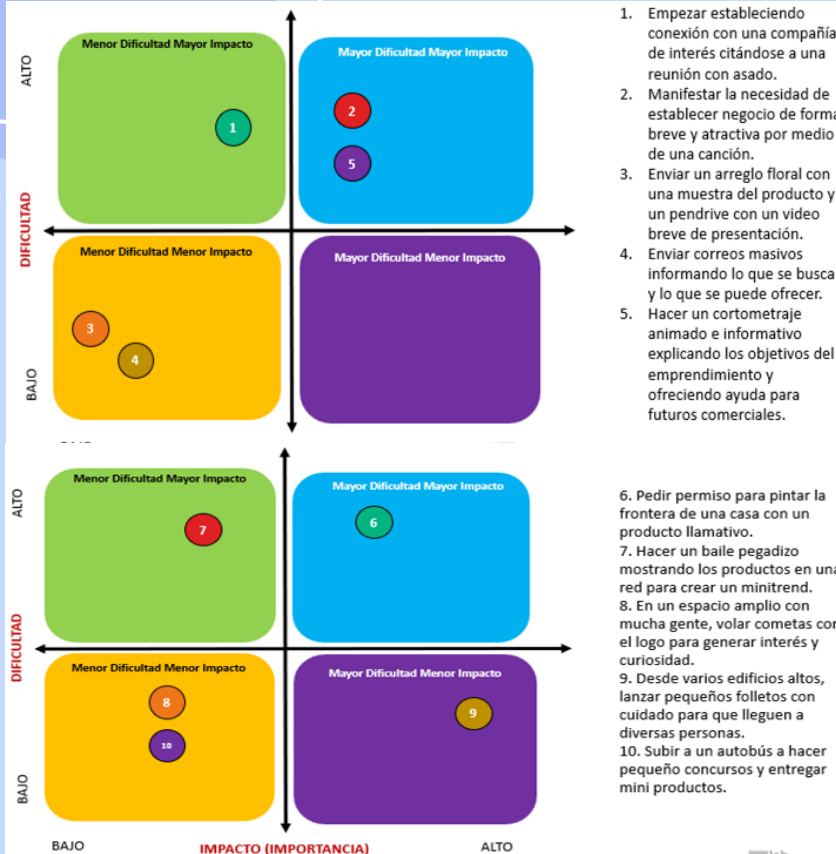 ALTO
Menor Dificultad Mayor Impacto
Mayor Dificultad Mayor Impacto
1
2
5
DIFICULTAD
Menor Dificultad Menor Impacto
Mayor Dificultad Menor Impacto
3
4
BAJO
1. Empezar estableciendo
conexión con una compañía
de interés citándose a una
reunión con asado.
2. Manifestar la necesidad de
establecer negocio de forma
breve y atractiva por medio
de una canción.
3. Enviar un arreglo floral con
una muestra del producto y
un pendrive con un video
breve de presentación.
4. Enviar correos masivos
informando lo que se busca
y lo que se puede ofrecer.
5. Hacer un cortometraje
animado e informativo
explicando los objetivos del
emprendimiento y
ofreciendo ayuda para
futuros comerciales.
ALTO
Menor Dificultad Mayor Impacto
Mayor Dificultad Mayor Impacto
7
6
DIFICULTAD
Menor Dificultad Menor Impacto
Mayor Dificultad Menor Impacto
8
9
10
BAJO
BAJO
IMPACTO (IMPORTANCIA)
ALTO
6. Pedir permiso para pintar la
frontera de una casa con un
producto llamativo.
7. Hacer un baile pegadizo
mostrando los productos en una
red para crear un minitrend.
8. En un espacio amplio con
mucha gente, volar cometas con
el logo para generar interés y
curiosidad.
9. Desde varios edificios altos,
lanzar pequeños folletos con
cuidado para que lleguen a
diversas personas.
10. Subir a un autobús a hacer
pequeño concursos y entregar
mini productos.